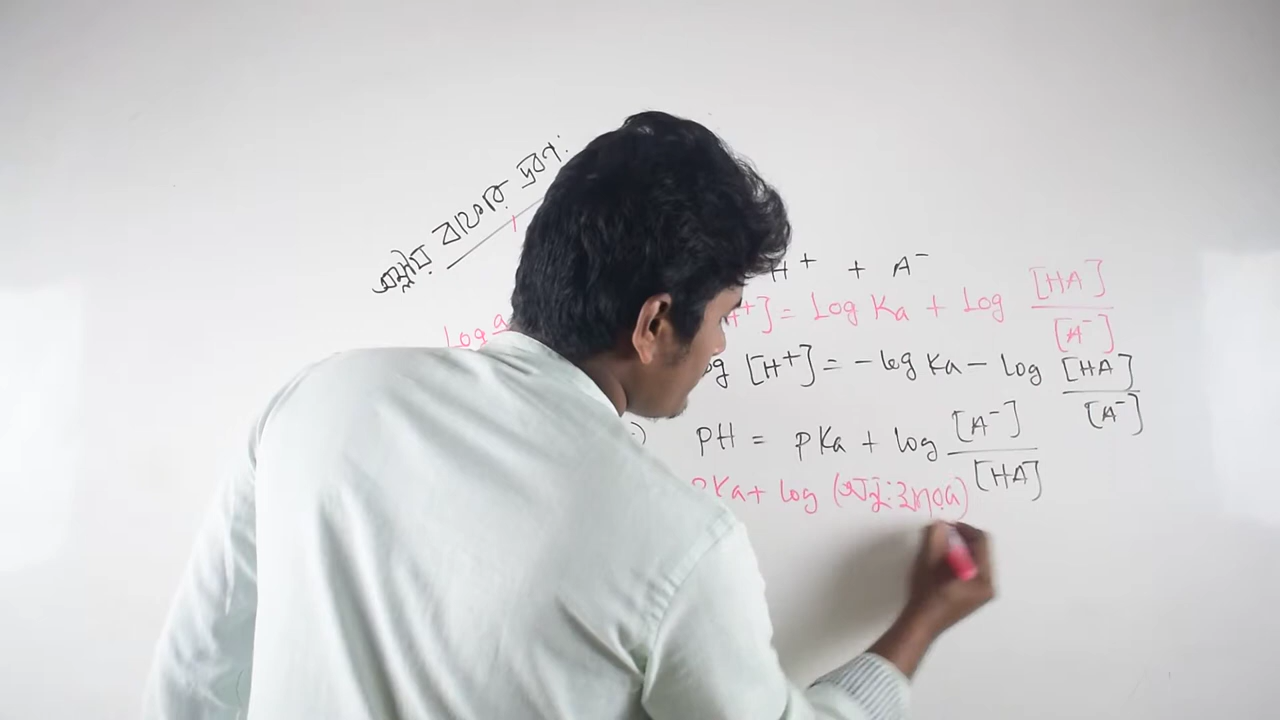 অম্লীয় বাফার দ্রবণ:
H⁺ + A⁻
Log a
H⁺] = Log Ka + Log [HA] / [A⁻]
og [H⁺] = - log Ka - log [HA] / [A⁻]
PH = PKa + log [A⁻] / [HA]
PKa + log